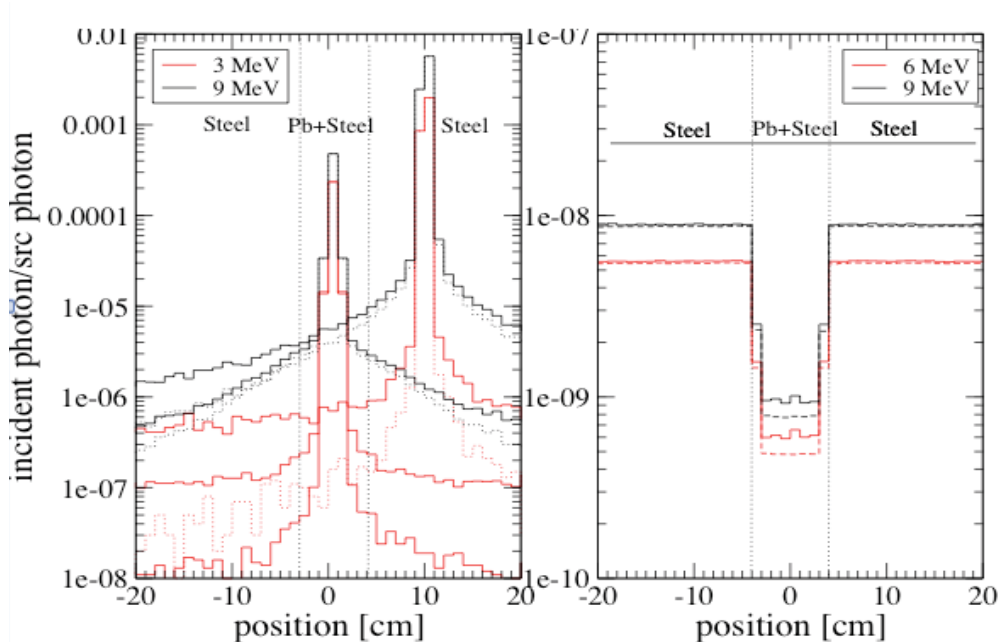 incident photon/src photon
0.01
0.001
0.0001
1e-05
1e-06
1e-07
1e-08
3 MeV
9 MeV
Steel
Pb+Steel
Steel
-20
-10
0
10
20
position [cm]
1e-07
1e-08
1e-09
1e-10
6 MeV
9 MeV
Steel
Pb+Steel
Steel
-20
-10
0
10
20
position [cm]